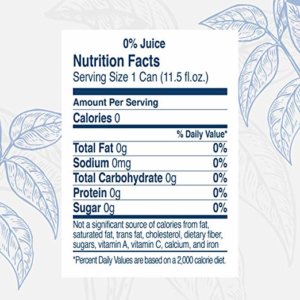 0% Juice
Nutrition Facts
Serving Size 1 Can (11.5 fl.oz.)
Amount Per Serving
Calories 0
% Daily Value*
Total Fat 0g 0%
Sodium 0mg 0%
Total Carbohydrate 0g 0%
Protein 0g 0%
Sugar 0g 0%
Not a significant source of calories from fat,
saturated fat, trans fat, cholesterol, dietary fiber,
sugars, vitamin A, vitamin C, calcium, and iron
*Percent Daily Values are based on a 2,000 calorie diet.